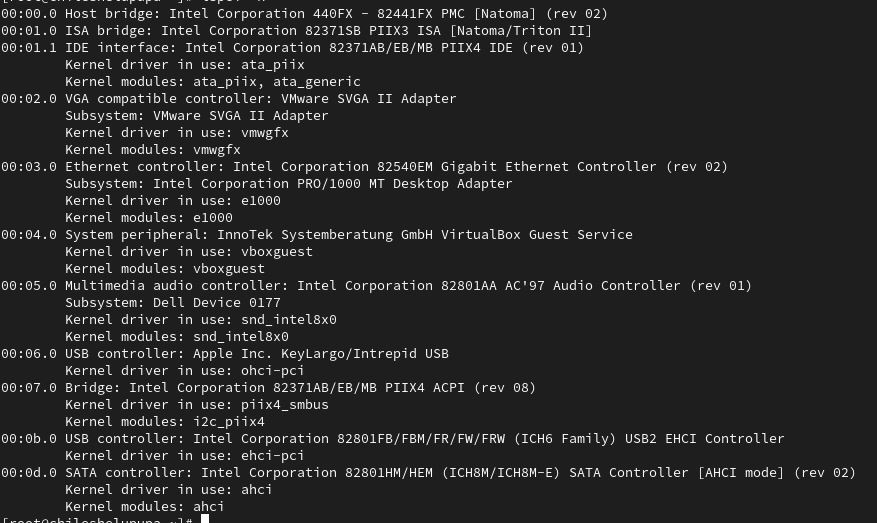 00:00.0 Host bridge: Intel Corporation 440FX - 82441FX PMC [Natoma] (rev 02)
00:01.0 ISA bridge: Intel Corporation 82371SB PIIX3 ISA [Natoma/Triton II]
00:01.1 IDE interface: Intel Corporation 82371AB/EB/MB PIIX4 IDE (rev 01)
        Kernel driver in use: ata_piix
        Kernel modules: ata_piix, ata_generic
00:02.0 VGA compatible controller: VMware SVGA II Adapter
        Subsystem: VMware SVGA II Adapter
        Kernel driver in use: vmwgfx
        Kernel modules: vmwgfx
00:03.0 Ethernet controller: Intel Corporation 82540EM Gigabit Ethernet Controller (rev 02)
        Subsystem: Intel Corporation PRO/1000 MT Desktop Adapter
        Kernel driver in use: e1000
        Kernel modules: e1000
00:04.0 System peripheral: InnoTek Systemberatung GmbH VirtualBox Guest Service
        Kernel driver in use: vboxguest
        Kernel modules: vboxguest
00:05.0 Multimedia audio controller: Intel Corporation 82801AA AC'97 Audio Controller (rev 01)
        Subsystem: Dell Device 0177
        Kernel driver in use: snd_intel8x0
        Kernel modules: snd_intel8x0
00:06.0 USB controller: Apple Inc. KeyLargo/Intrepid USB
        Kernel driver in use: ohci-pci
00:07.0 Bridge: Intel Corporation 82371AB/EB/MB PIIX4 ACPI (rev 08)
        Kernel driver in use: piix4_smbus
        Kernel modules: i2c_piix4
00:0b.0 USB controller: Intel Corporation 82801FB/FBM/FR/FW/FRW (ICH6 Family) USB2 EHCI Controller
        Kernel driver in use: ehci-pci
00:0d.0 SATA controller: Intel Corporation 82801HM/HEM (ICH8M/ICH8M-E) SATA Controller [AHCI mode] (rev 02)
        Kernel driver in use: ahci
        Kernel modules: ahci